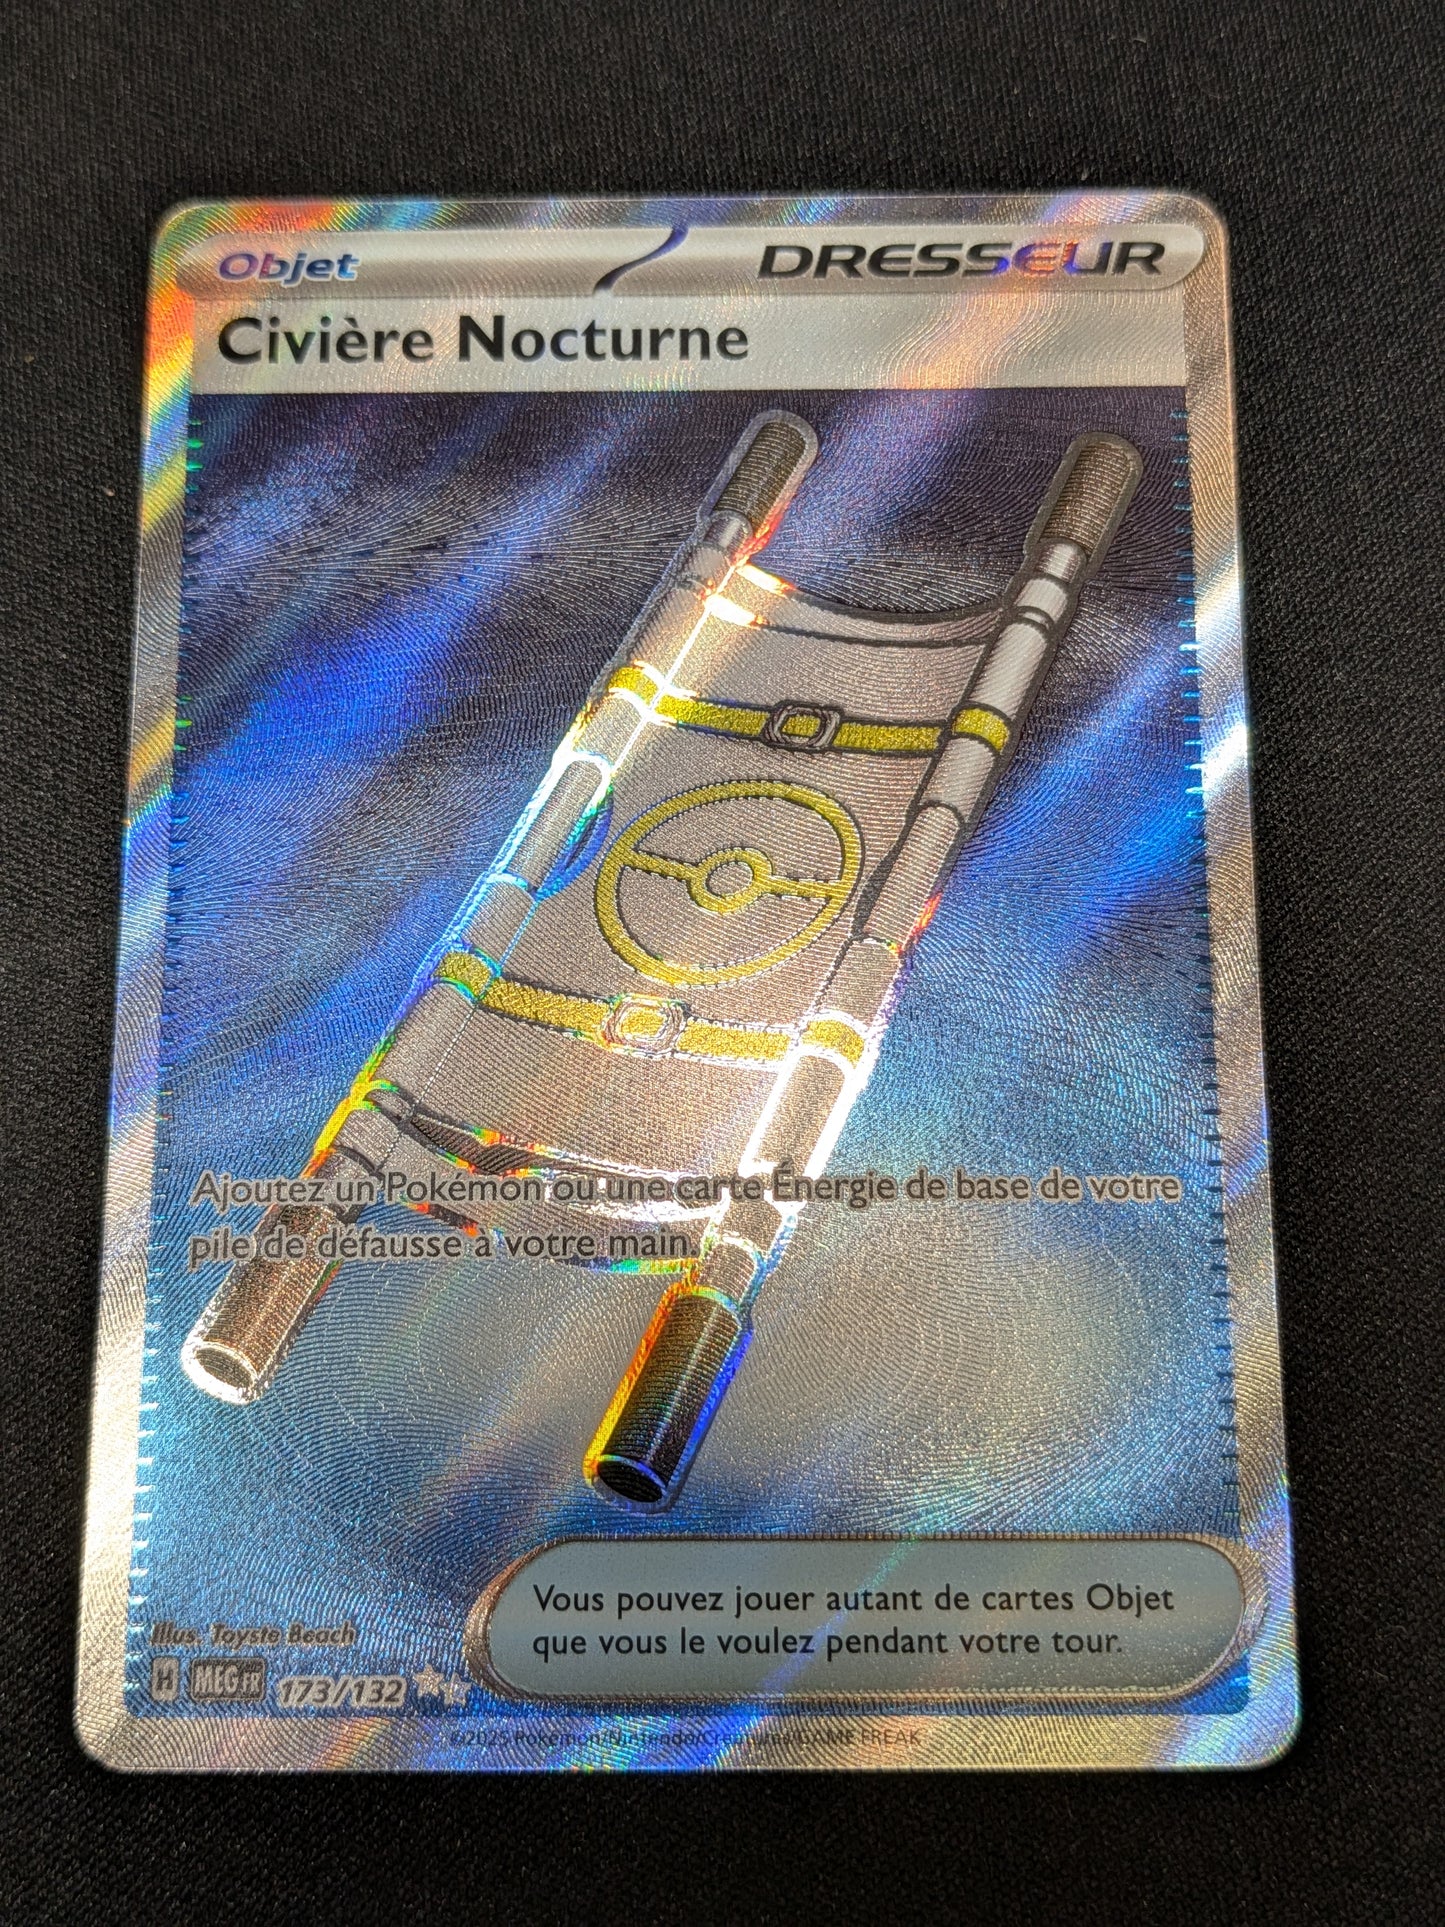 Objet
DRESSEUR
Civière Nocturne
Ajoutez un Pokémon ou une carte Énergie de base de votre
pile de défausse à votre main.
Vous pouvez jouer autant de cartes Objet
que vous le voulez pendant votre tour.
Illus. Toyste Beach
H MEG FR 173/132
©2025 Pokémon/Nintendo/Creatures/GAME FREAK